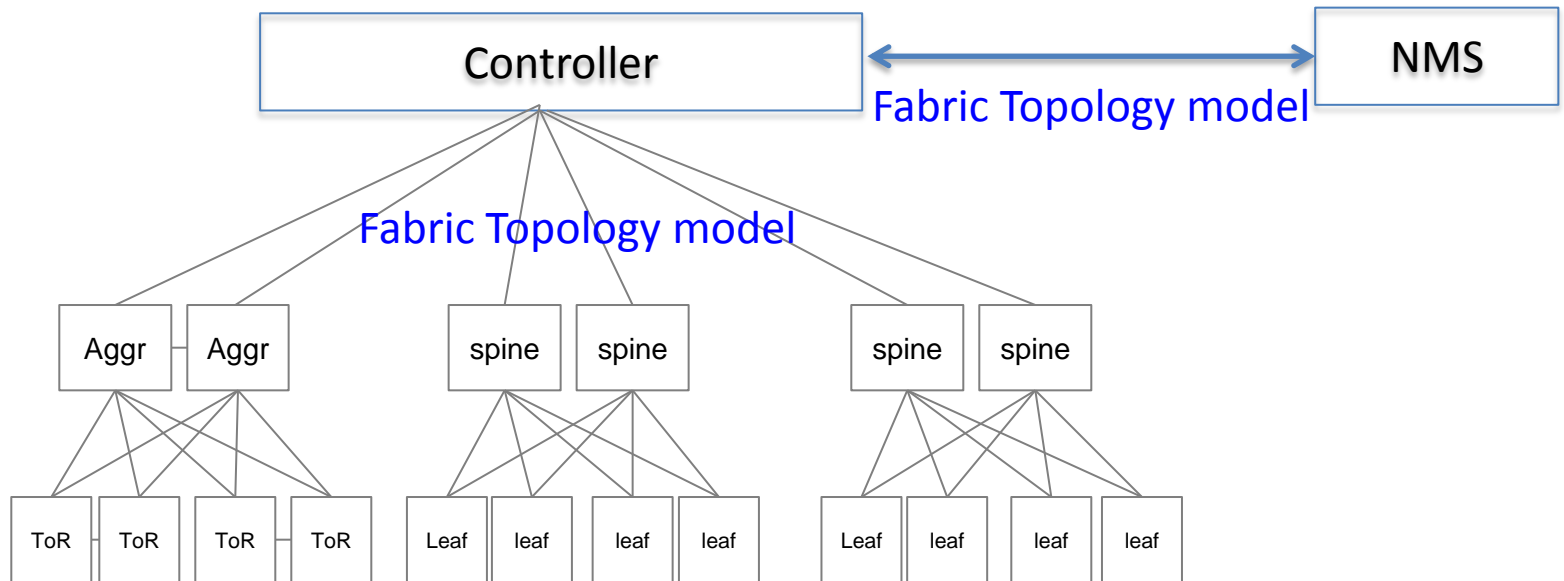 Controller
NMS
Fabric Topology model
Fabric Topology model
Aggr
Aggr
spine
spine
spine
spine
ToR
ToR
ToR
ToR
Leaf
leaf
leaf
leaf
Leaf
leaf
leaf
leaf